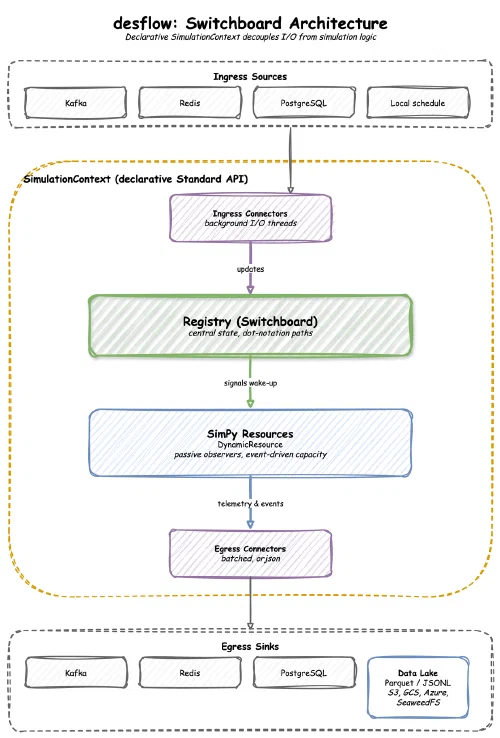 desflow: Switchboard Architecture
Declarative SimulationContext decouples I/O from simulation logic
Ingress Sources
Kafka
Redis
PostgreSQL
Local schedule
SimulationContext (declarative Standard API)
Ingress Connectors
background I/O threads
updates
Registry (Switchboard)
central state, dot-notation paths
signals wake-up
SimPy Resources
DynamicResource
passive observers, event-driven capacity
telemetry & events
Egress Connectors
batched, orjson
Egress Sinks
Kafka
Redis
PostgreSQL
Data Lake
Parquet / JSONL
S3, GCS, Azure,
SeaweedFS